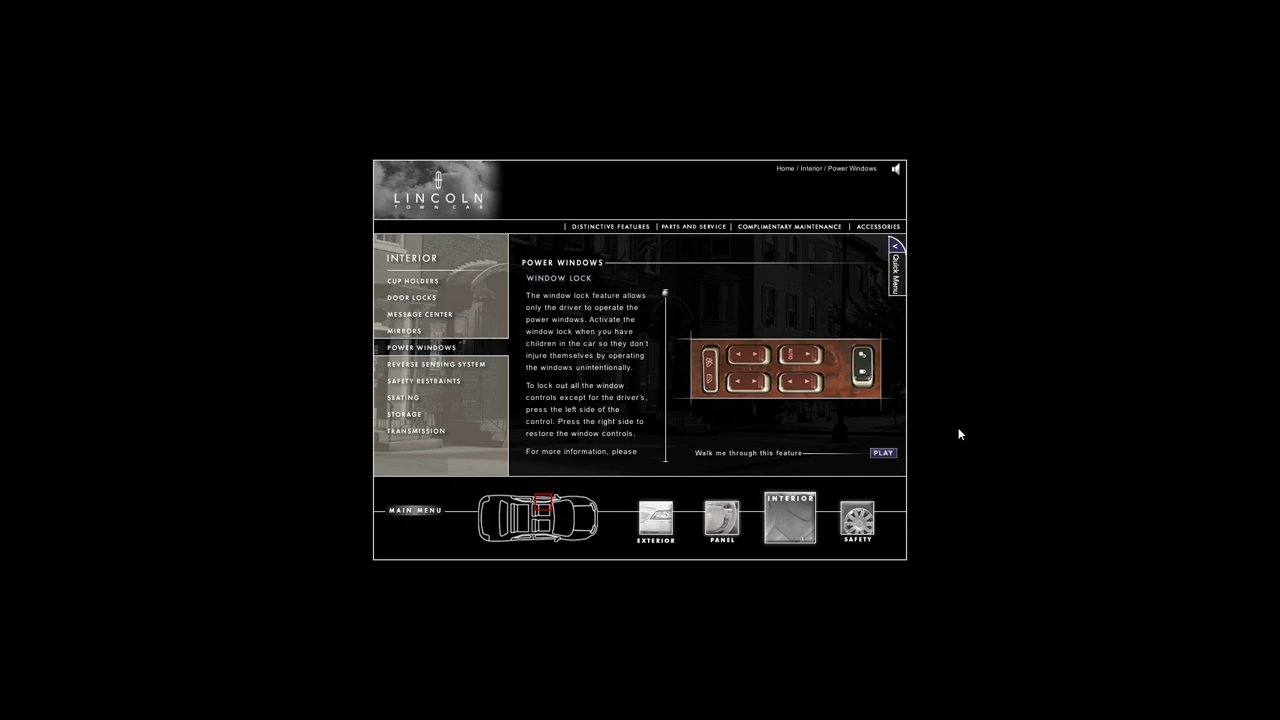 Home / Interior / Power Windows
LINCOLN
TOWN CAR
DISTINCTIVE FEATURES | PARTS AND SERVICE | COMPLIMENTARY MAINTENANCE | ACCESSORIES
INTERIOR
CUP HOLDERS
DOOR LOCKS
MESSAGE CENTER
MIRRORS
POWER WINDOWS
REVERSE SENSING SYSTEM
SAFETY RESTRAINTS
SEATING
STORAGE
TRANSMISSION
POWER WINDOWS
WINDOW LOCK
The window lock feature allows
only the driver to operate the
power windows. Activate the
window lock when you have
children in the car so they don't
injure themselves by operating
the windows unintentionally.
To lock out all the window
controls except for the driver's,
press the left side of the
control. Press the right side to
restore the window controls.
For more information, please
< Quick Menu
AUTO
Walk me through this feature
PLAY
MAIN MENU
EXTERIOR
PANEL
INTERIOR
SAFETY